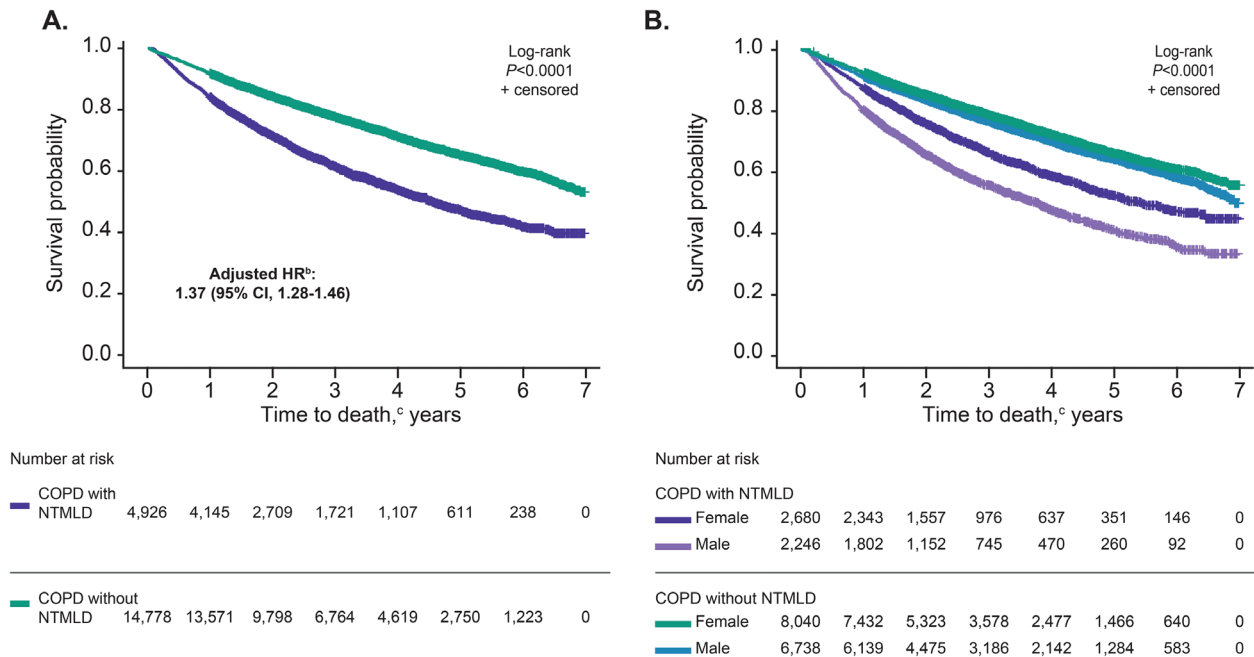 A.
1.0
0.8
0.6
0.4
0.2
0.0
Survival probability
Log-rank
P<0.0001
+ censored
Adjusted HRᵇ:
1.37 (95% CI, 1.28-1.46)
0 1 2 3 4 5 6 7
Time to death,ᶜ years
Number at risk
COPD with
NTMLD 4,926 4,145 2,709 1,721 1,107 611 238 0
COPD without
NTMLD 14,778 13,571 9,798 6,764 4,619 2,750 1,223 0
B.
1.0
0.8
0.6
0.4
0.2
0.0
Survival probability
Log-rank
P<0.0001
+ censored
0 1 2 3 4 5 6 7
Time to death,ᶜ years
Number at risk
COPD with NTMLD
Female 2,680 2,343 1,557 976 637 351 146 0
Male 2,246 1,802 1,152 745 470 260 92 0
COPD without NTMLD
Female 8,040 7,432 5,323 3,578 2,477 1,466 640 0
Male 6,738 6,139 4,475 3,186 2,142 1,284 583 0